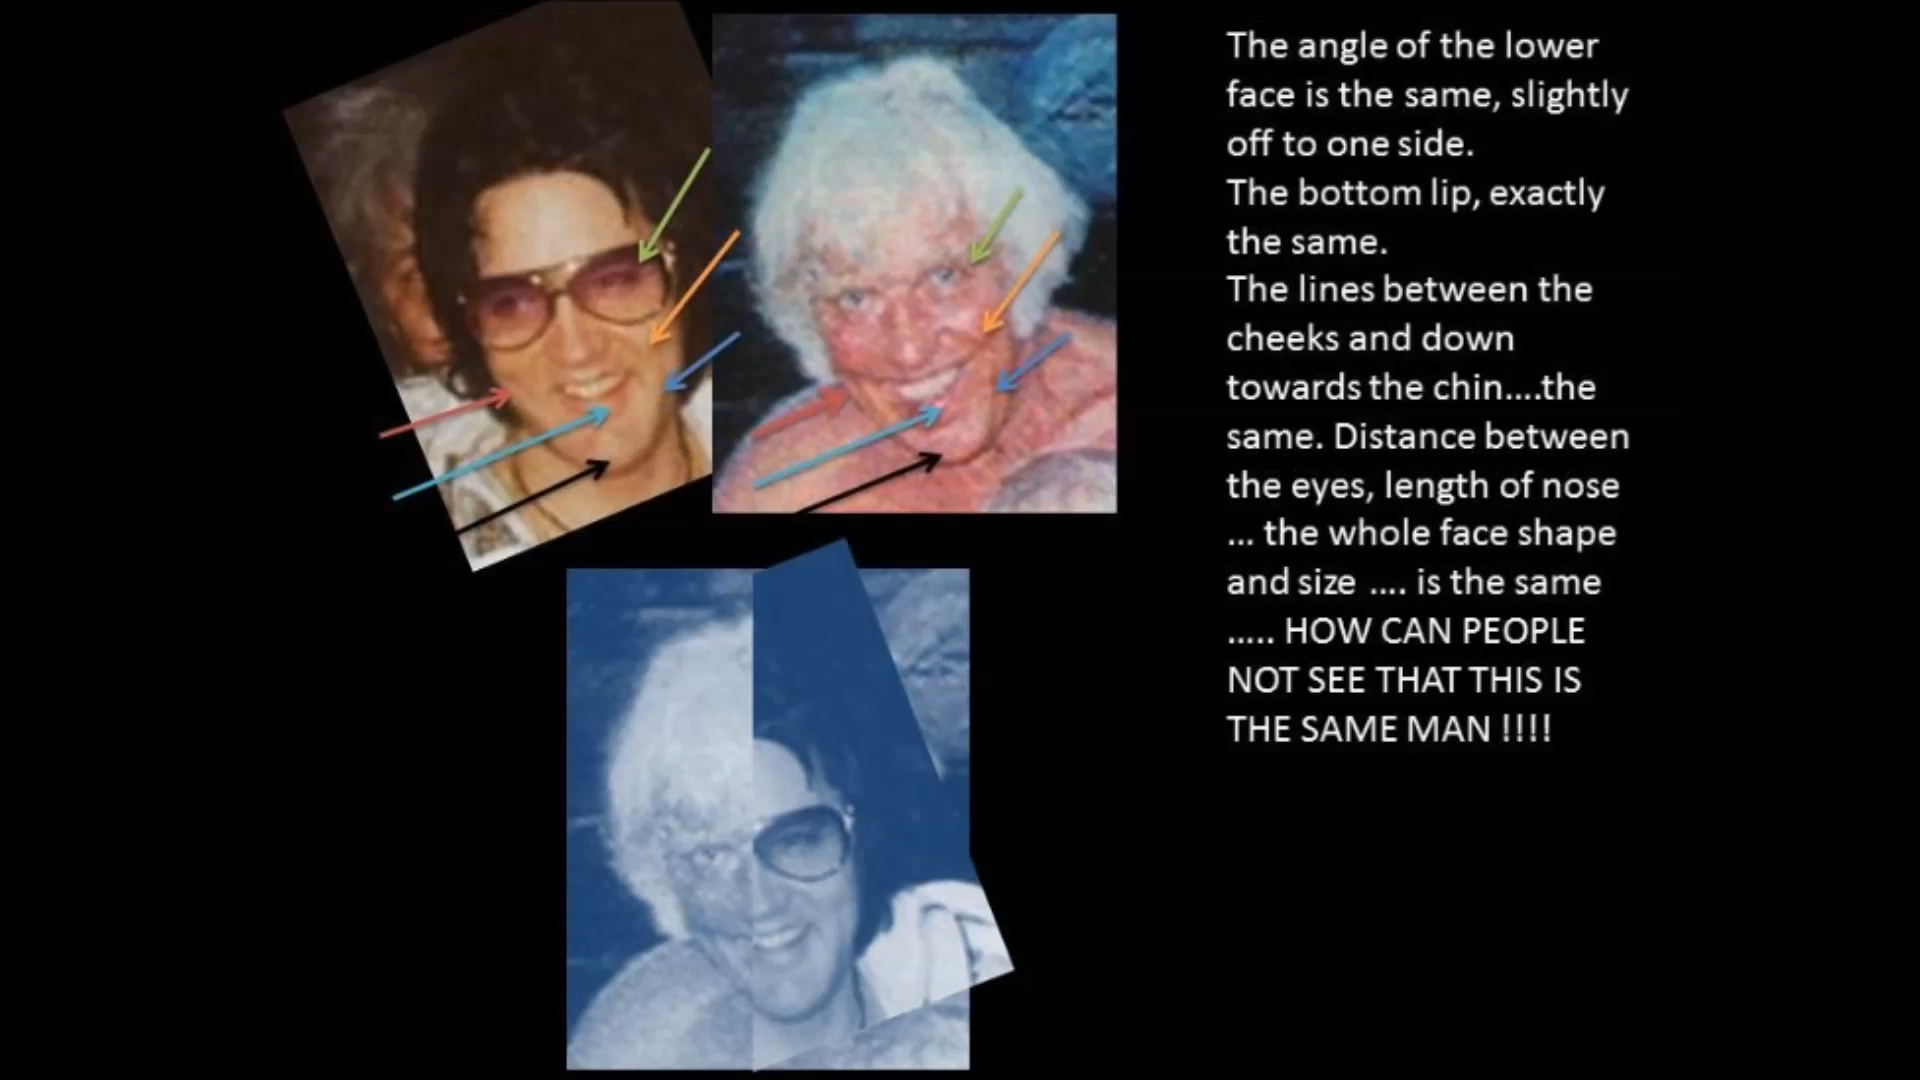 The angle of the lower
face is the same, slightly
off to one side.
The bottom lip, exactly
the same.
The lines between the
cheeks and down
towards the chin....the
same. Distance between
the eyes, length of nose
... the whole face shape
and size .... is the same
..... HOW CAN PEOPLE
NOT SEE THAT THIS IS
THE SAME MAN !!!!